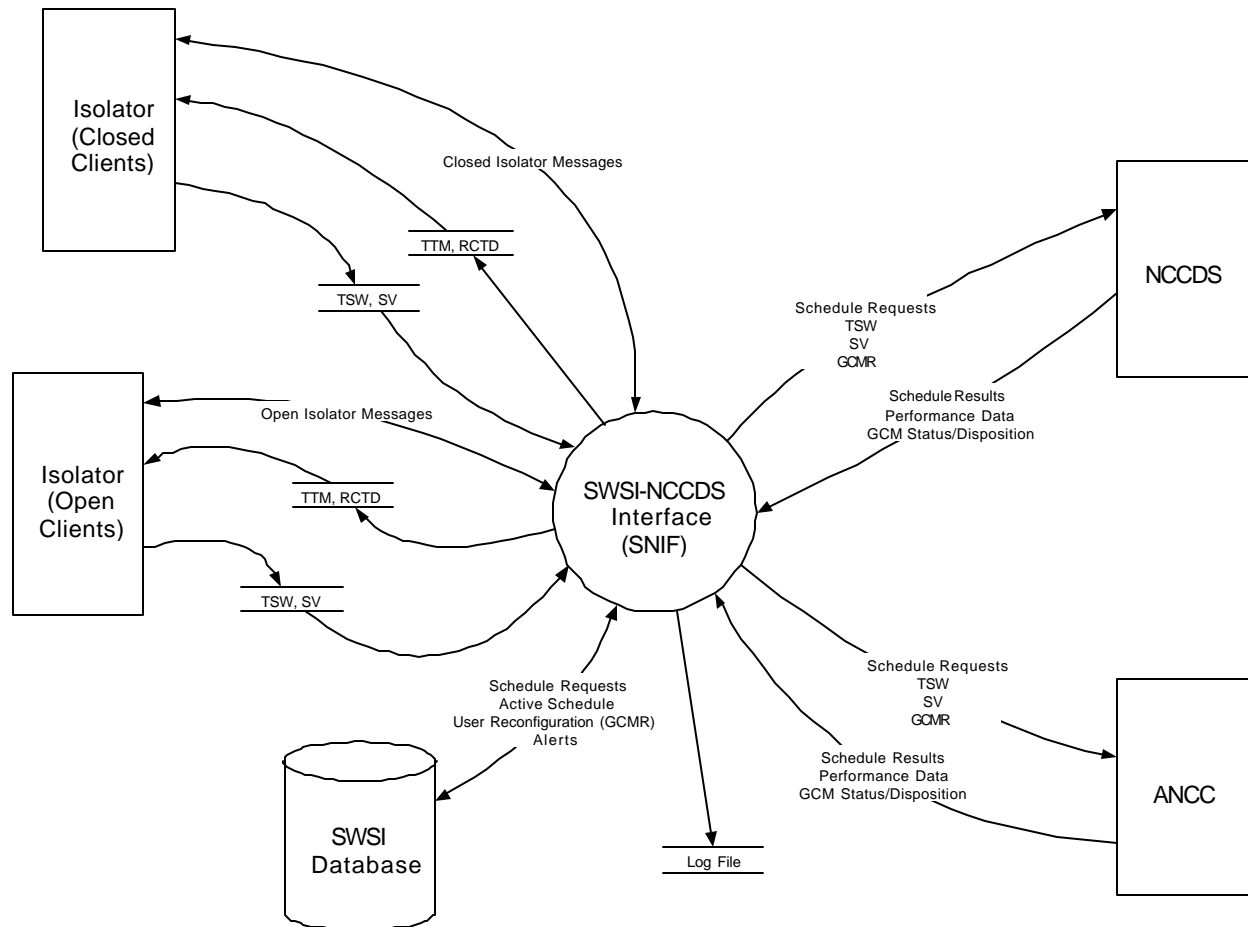 Isolator
(Closed
Clients)
Closed Isolator Messages
TTM, RCTD
TSW, SV
NCCDS
Schedule Requests
TSW
SV
GCMR
Schedule Results
Performance Data
GCM Status/Disposition
Isolator
(Open
Clients)
Open Isolator Messages
TTM, RCTD
TSW, SV
SWSI-NCCDS
Interface
(SNIF)
Schedule Requests
Active Schedule
User Reconfiguration (GCMR)
Alerts
Schedule Requests
TSW
SV
GCMR
Schedule Results
Performance Data
GCM Status/Disposition
ANCC
SWSI
Database
Log File